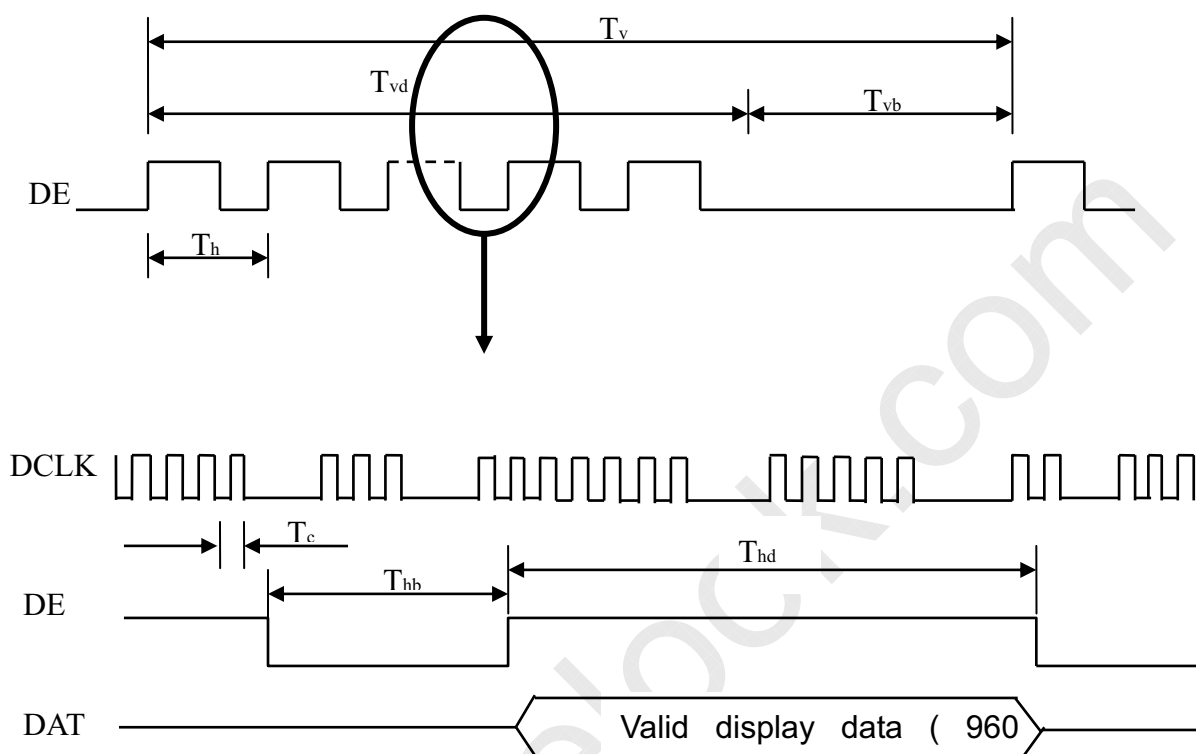 Tv
Tvd
Tvb
DE
Th
DCLK
Tc
Thd
Thb
DE
DAT
Valid display data ( 960